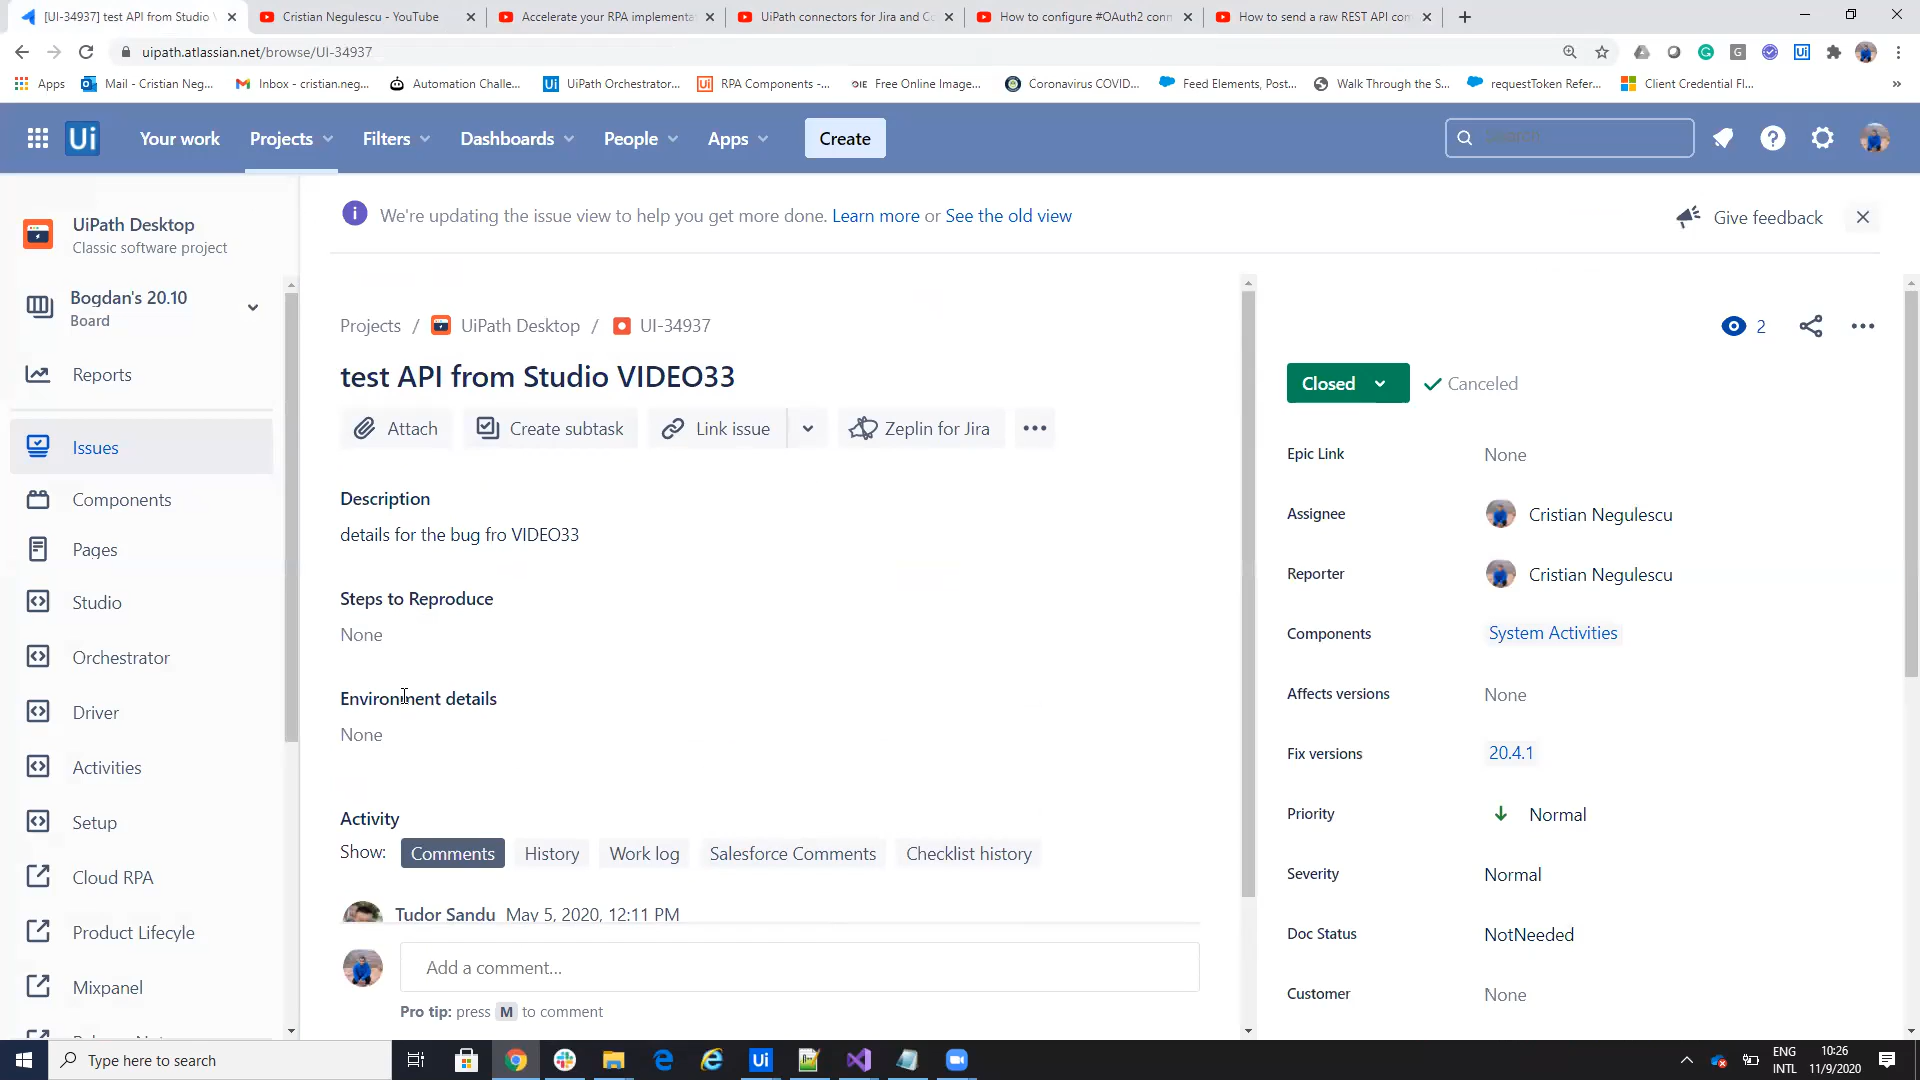 [UI-34937] test API from Studio
Cristian Negulescu - YouTube
Accelerate your RPA implementa
UiPath connectors for Jira and C
How to configure #OAuth2 conn
How to send a raw REST API con
uipath.atlassian.net/browse/UI-34937
Apps
Mail - Cristian Neg...
Inbox - cristian.neg...
Automation Challe...
UiPath Orchestrator...
RPA Components -...
Free Online Image...
Coronavirus COVID...
Feed Elements, Post...
Walk Through the S...
requestToken Refer...
Client Credential Fl...
Ui
Your work
Projects
Filters
Dashboards
People
Apps
Create
Search
UiPath Desktop
Classic software project
Bogdan's 20.10
Board
Reports
Issues
Components
Pages
Studio
Orchestrator
Driver
Activities
Setup
Cloud RPA
Product Lifecyle
Mixpanel
We're updating the issue view to help you get more done. Learn more or See the old view
Give feedback
Projects / UiPath Desktop / UI-34937
test API from Studio VIDEO33
Attach
Create subtask
Link issue
Zeplin for Jira
Description
details for the bug fro VIDEO33
Steps to Reproduce
None
Environment details
None
Activity
Show: Comments History Work log Salesforce Comments Checklist history
Tudor Sandu May 5, 2020, 12:11 PM
Add a comment...
Pro tip: press M to comment
2
Closed
Canceled
Epic Link None
Assignee Cristian Negulescu
Reporter Cristian Negulescu
Components System Activities
Affects versions None
Fix versions 20.4.1
Priority Normal
Severity Normal
Doc Status NotNeeded
Customer None
Type here to search
Ui
ENG
INTL
10:26
11/9/2020